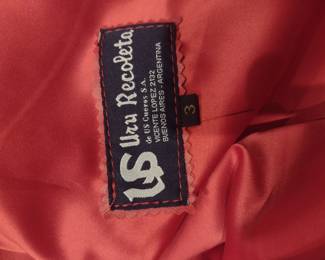 US Uru Recoleta
de US Cueros S.A.
VICENTE LOPEZ 2132
BUENOS AIRES - ARGENTINA
3